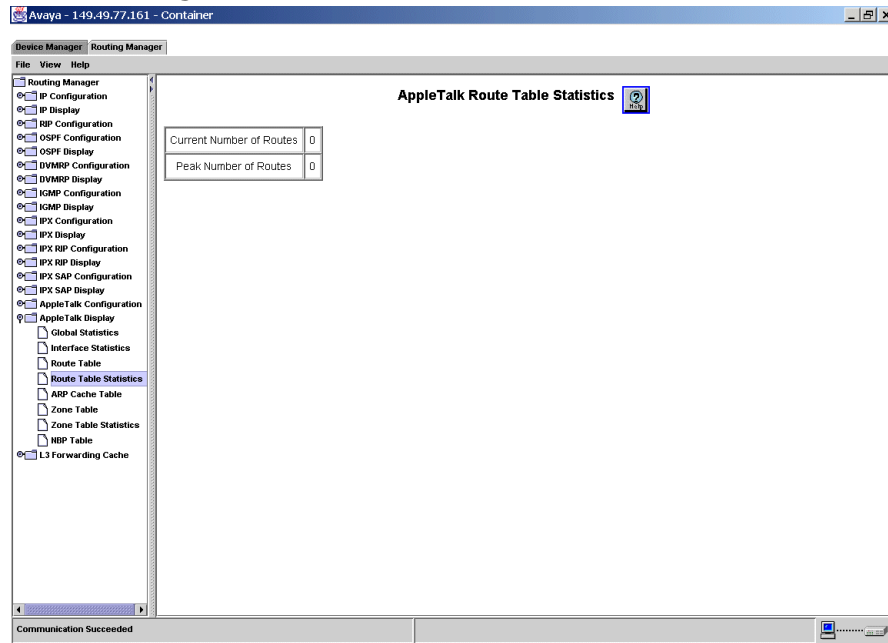 Avaya - 149.49.77.161 - Container
Device Manager Routing Manager
File View Help
Routing Manager
IP Configuration
IP Display
RIP Configuration
OSPF Configuration
OSPF Display
DVMRP Configuration
DVMRP Display
IGMP Configuration
IGMP Display
IPX Configuration
IPX Display
IPX RIP Configuration
IPX RIP Display
IPX SAP Configuration
IPX SAP Display
AppleTalk Configuration
AppleTalk Display
Global Statistics
Interface Statistics
Route Table
Route Table Statistics
ARP Cache Table
Zone Table
Zone Table Statistics
NBP Table
L3 Forwarding Cache
AppleTalk Route Table Statistics
Help
Current Number of Routes 0
Peak Number of Routes 0
Communication Succeeded